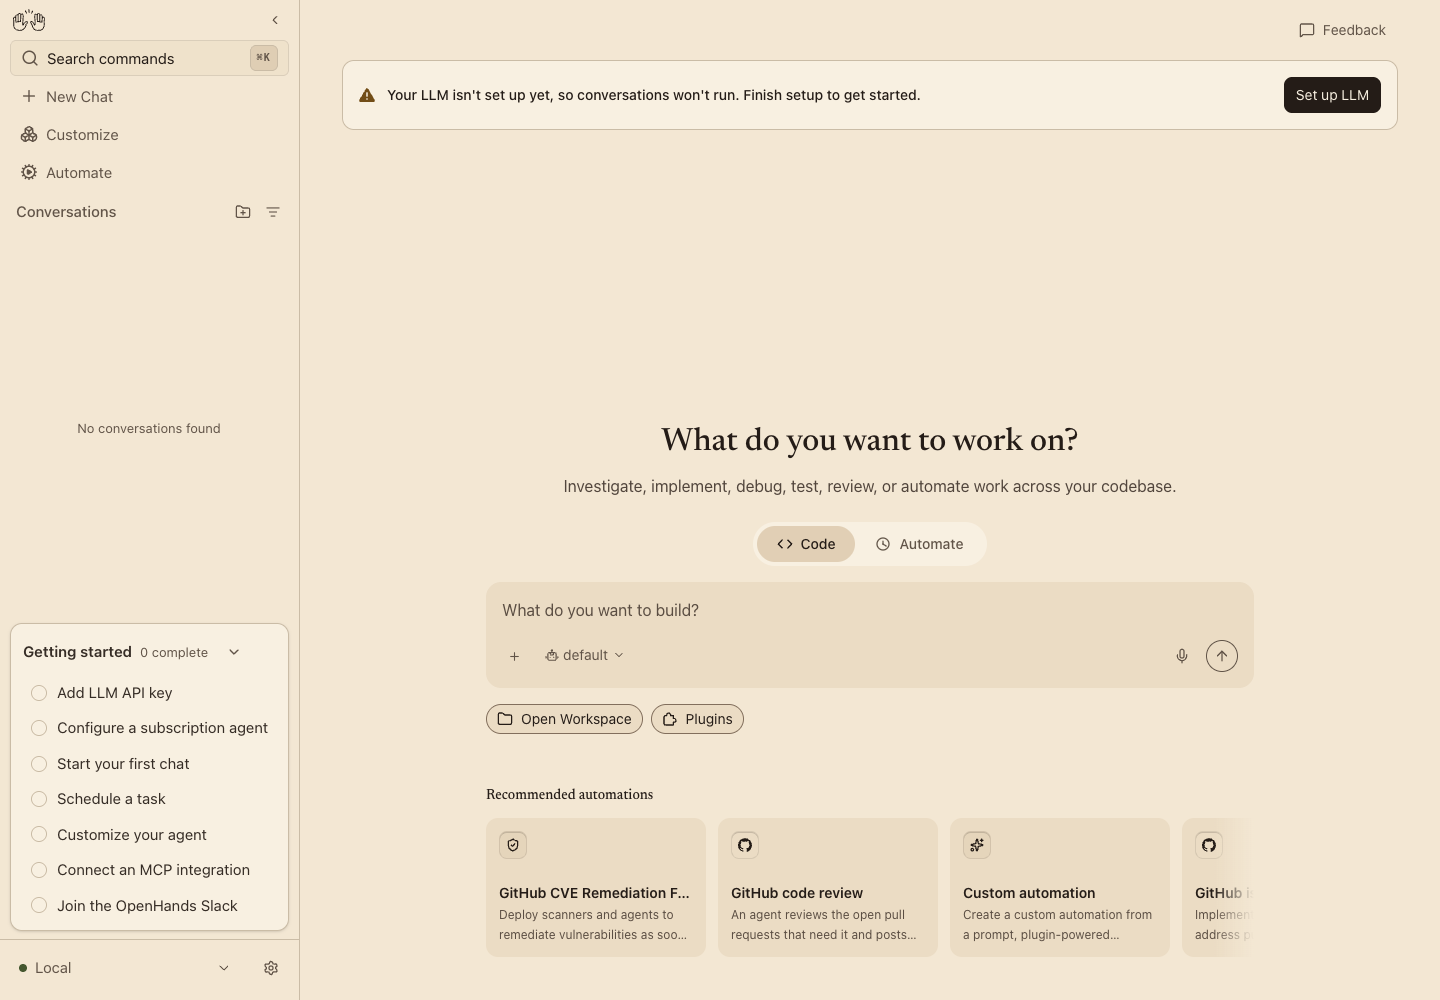 Search commands
⌘K
New Chat
Customize
Automate
Conversations
No conversations found
Getting started 0 complete
Add LLM API key
Configure a subscription agent
Start your first chat
Schedule a task
Customize your agent
Connect an MCP integration
Join the OpenHands Slack
Local
Feedback
Your LLM isn't set up yet, so conversations won't run. Finish setup to get started.
Set up LLM
What do you want to work on?
Investigate, implement, debug, test, review, or automate work across your codebase.
Code
Automate
What do you want to build?
default
Open Workspace
Plugins
Recommended automations
GitHub CVE Remediation F...
Deploy scanners and agents to
remediate vulnerabilities as soo...
GitHub code review
An agent reviews the open pull
requests that need it and posts...
Custom automation
Create a custom automation from
a prompt, plugin-powered...
GitHub
address